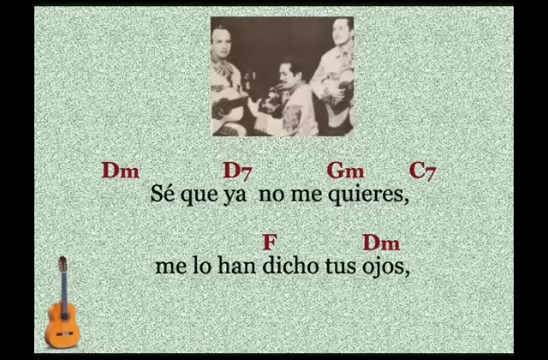 Dm D7 Gm C7
Sé que ya no me quieres,
F Dm
me lo han dicho tus ojos,